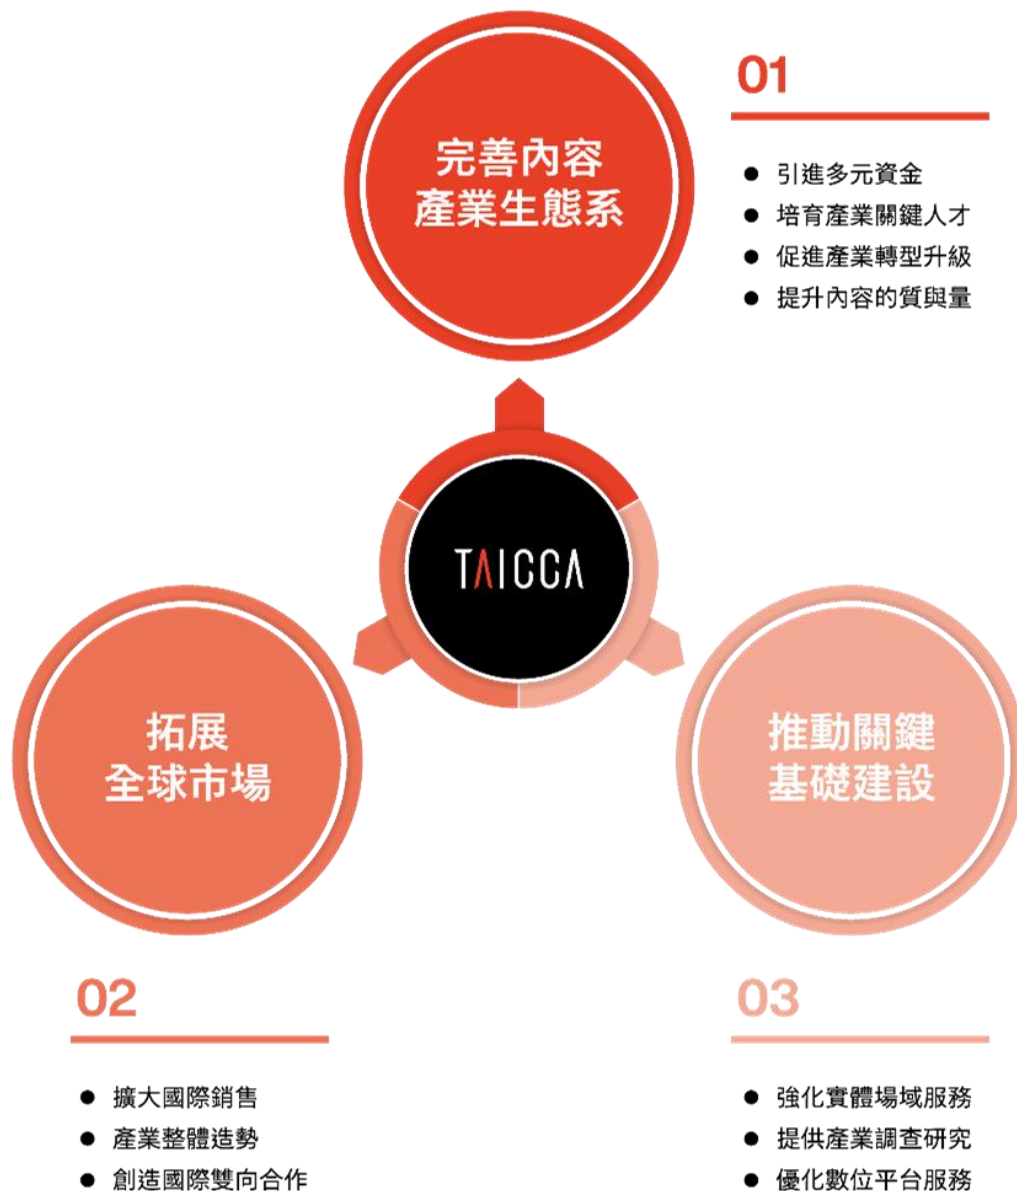 01
完善內容
產業生態系
● 引進多元資金
● 培育產業關鍵人才
● 促進產業轉型升級
● 提升內容的質與量
TAICCA
拓展
全球市場
02
● 擴大國際銷售
● 產業整體造勢
● 創造國際雙向合作
推動關鍵
基礎建設
03
● 強化實體場域服務
● 提供產業調查研究
● 優化數位平台服務